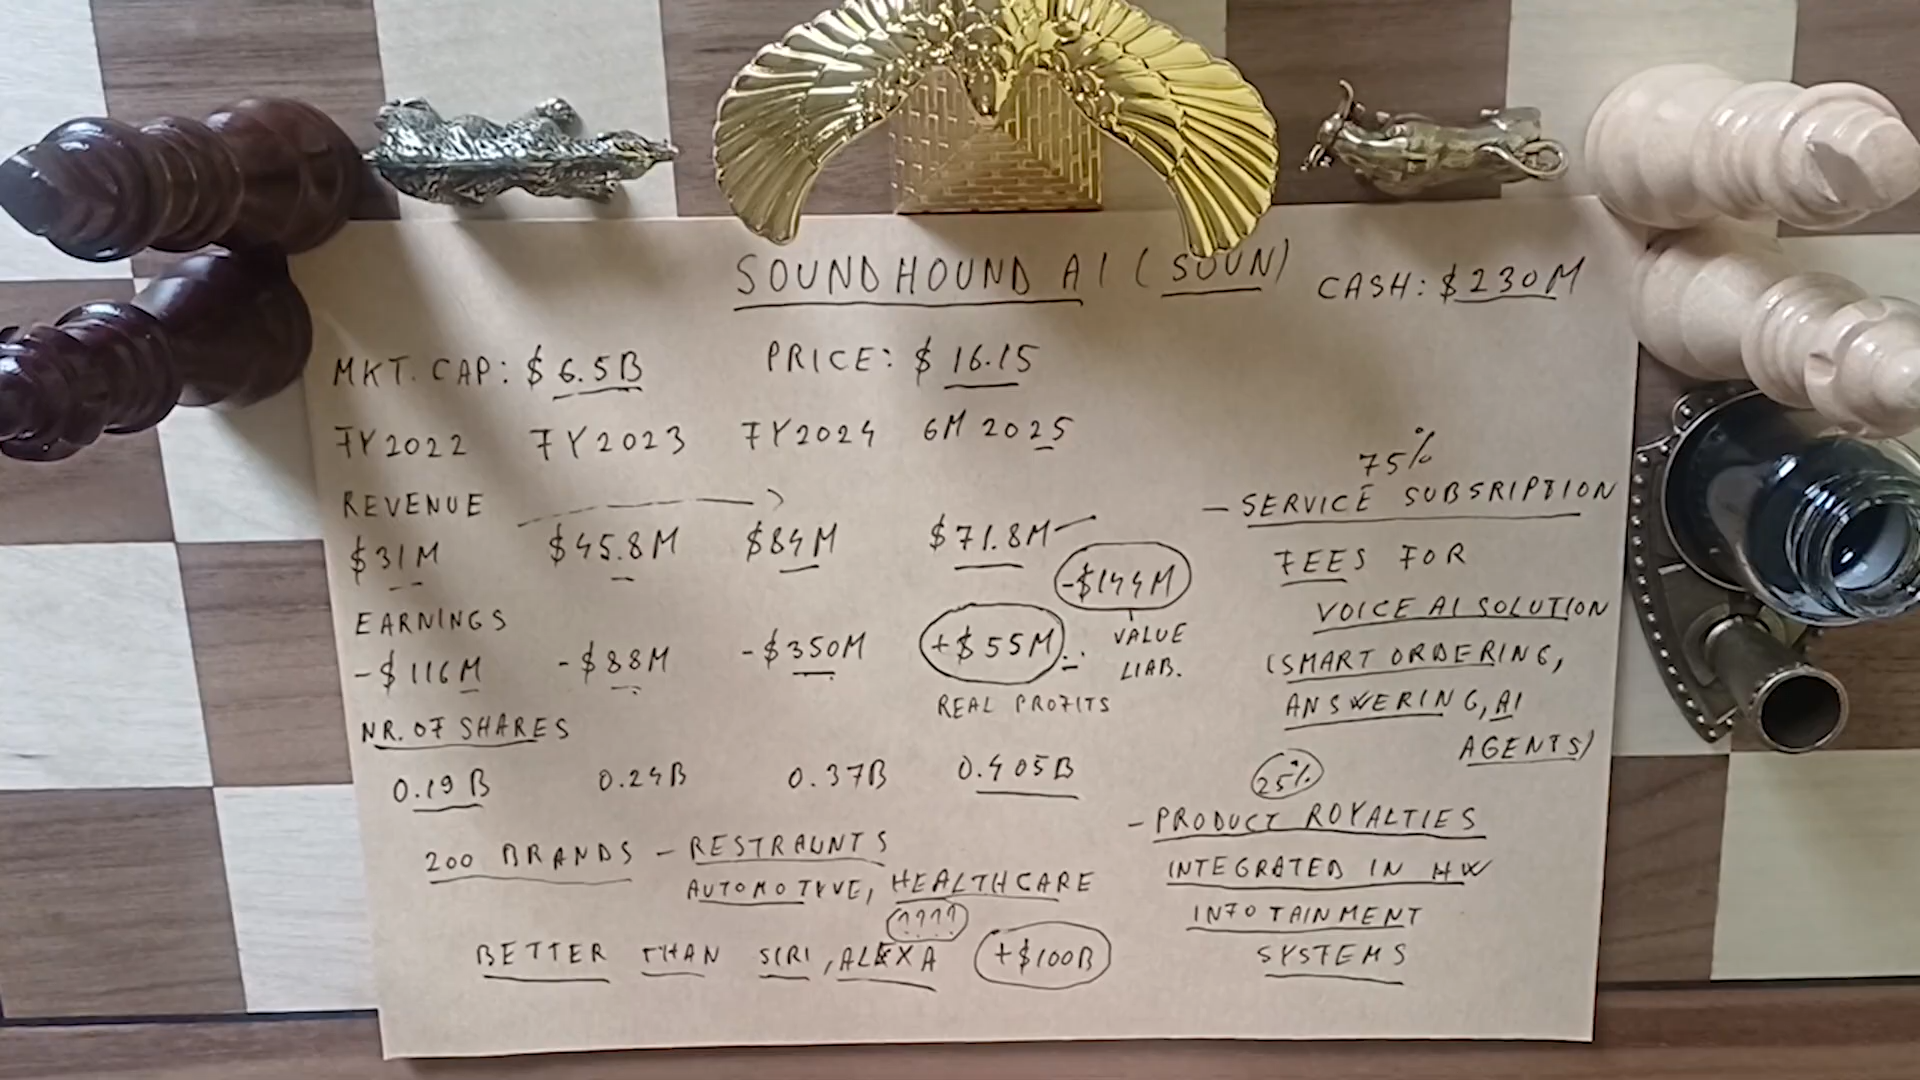 SOUNDHOUND AI (SOUN)
CASH: $230M
MKT. CAP: $6.5B
PRICE: $16.15
FY2022 FY2023 FY2024 6M 2025
REVENUE
$31M $45.8M $84M $71.8M
-$144M
VALUE
LIAB.
EARNINGS
-$116M -$88M -$350M +$55M
REAL PROFITS
NR. OF SHARES
0.19B 0.24B 0.37B 0.405B
200 BRANDS - RESTRAUNTS
AUTOMOTIVE, HEALTHCARE
????
BETTER THAN SIRI, ALEXA +$100B
75%
- SERVICE SUBSRIPTION
FEES FOR
VOICE AI SOLUTION
(SMART ORDERING,
ANSWERING, AI
AGENTS)
25%
- PRODUCT ROYALTIES
INTEGRATED IN HW
INFOTAINMENT
SYSTEMS